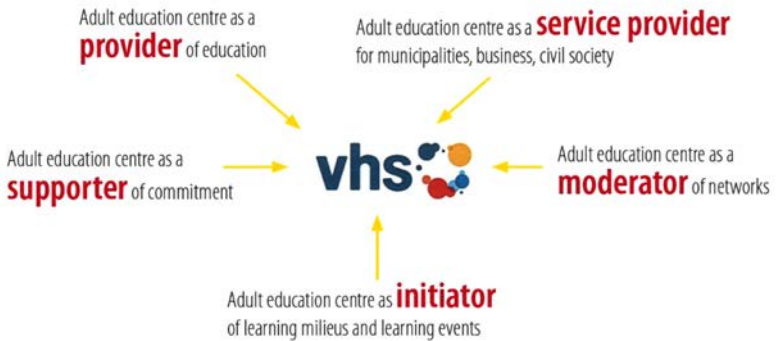 Adult education centre as a
provider of education
Adult education centre as a service provider
for municipalities, business, civil society
Adult education centre as a
supporter of commitment
vhs
Adult education centre as a
moderator of networks
Adult education centre as initiator
of learning milieus and learning events